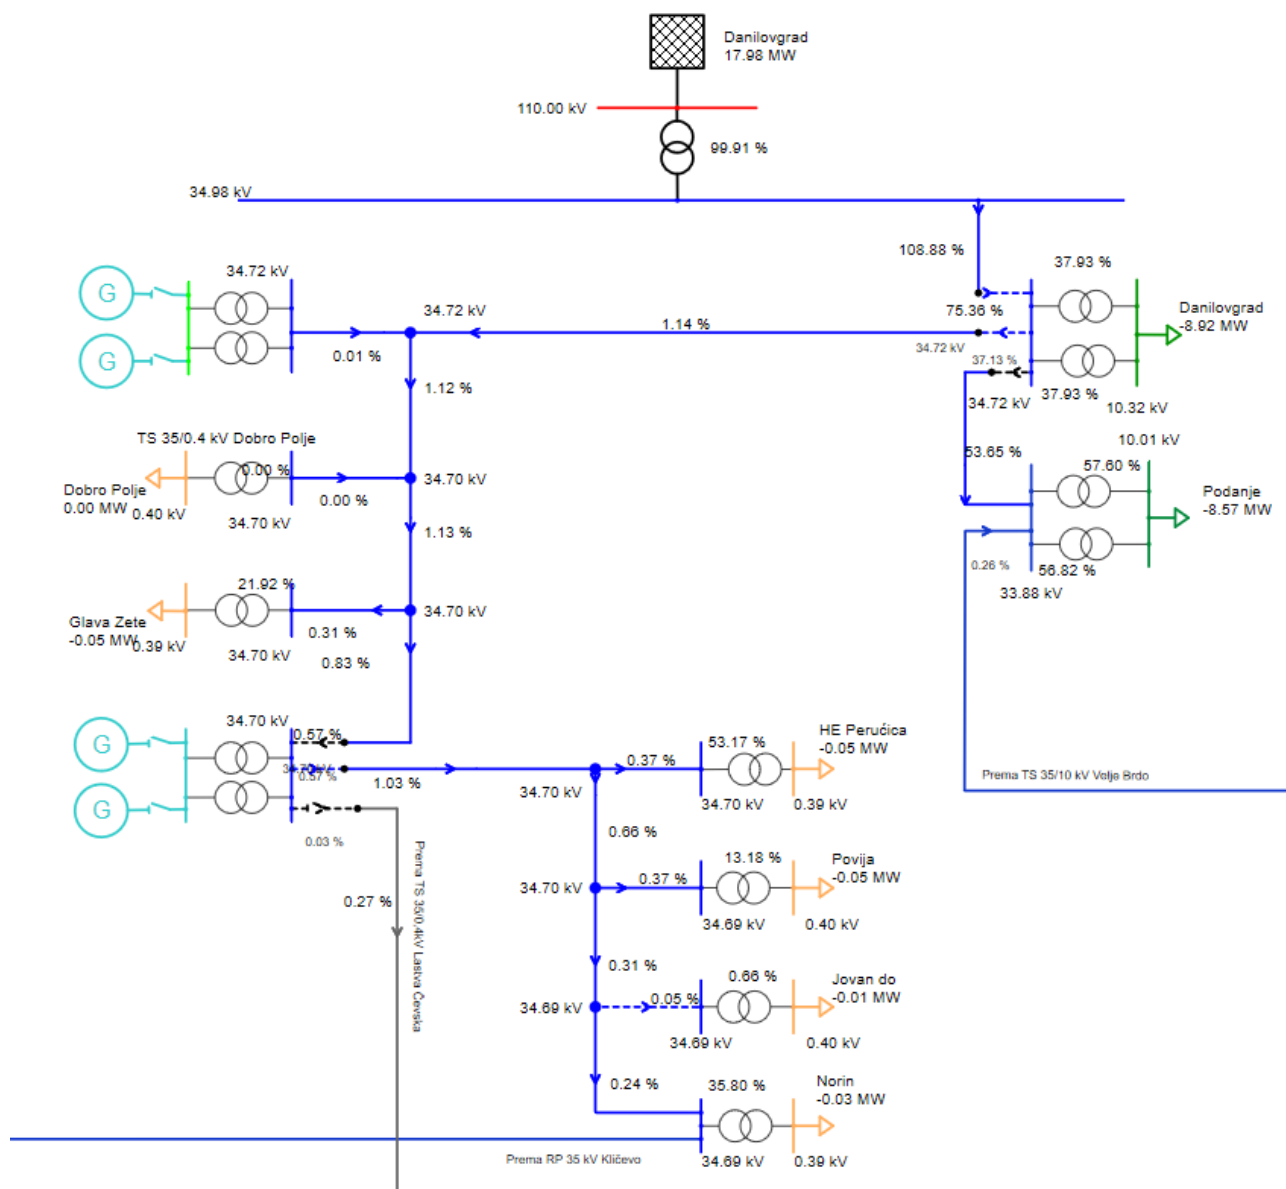 Danilovgrad
17.98 MW
110.00 kV
99.91 %
34.98 kV
108.88 %
34.72 kV
37.93 %
G
75.36 %
Danilovgrad
-8.92 MW
34.72 kV
1.14 %
0.01 %
34.72 kV
37.13 %
G
37.93 %
34.72 kV
10.32 kV
1.12 %
TS 35/0.4 kV Dobro Polje
10.01 kV
53.65 %
57.60 %
0.00 %
34.70 kV
Dobro Polje
0.00 MW
0.40 kV
0.00 %
34.70 kV
Podanje
-8.57 MW
1.13 %
0.26 %
56.82 %
33.88 kV
21.92 %
34.70 kV
Glava Zete
-0.05 MW
0.39 kV
0.31 %
34.70 kV
0.83 %
34.70 kV
G
0.57 %
HE Perućica
-0.05 MW
53.17 %
0.37 %
0.57 %
1.03 %
Prema TS 35/10 kV Velje Brdo
34.70 kV
34.70 kV
0.39 kV
G
0.03 %
0.66 %
Prema TS 35/0.4kV Lastva Čevska
13.18 %
Povija
-0.05 MW
34.70 kV
0.37 %
0.27 %
34.69 kV
0.40 kV
0.31 %
0.66 %
Jovan do
-0.01 MW
34.69 kV
0.05 %
34.69 kV
0.40 kV
0.24 %
35.80 %
Norin
-0.03 MW
Prema RP 35 kV Kličevo
34.69 kV
0.39 kV